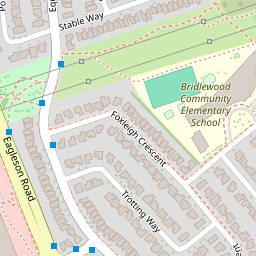 Stable Way
Bridlewood
Community
Elementary
School
Foxleigh Crescent
Eagleson Road
Trotting Way